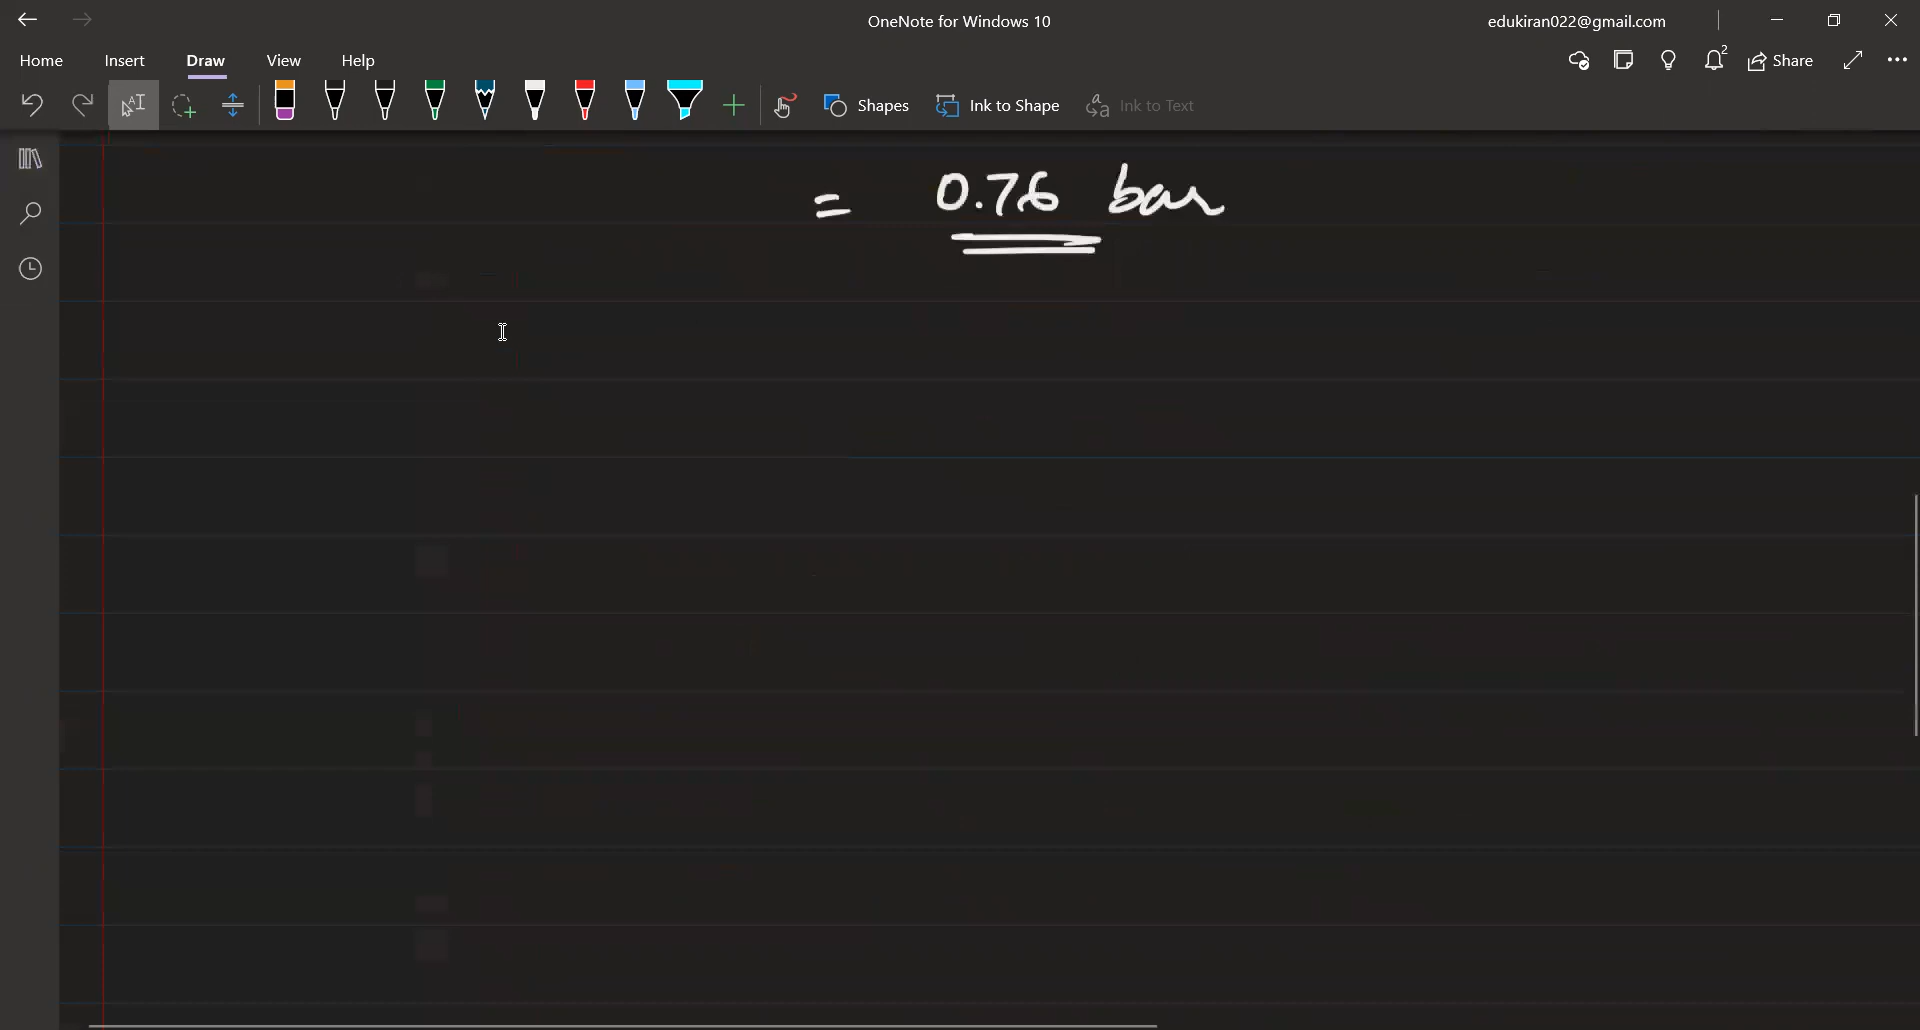 OneNote for Windows 10
edukiran022@gmail.com
Home Insert Draw View Help
2
Share
Shapes
Ink to Shape
Ink to Text
= 0.76 bar